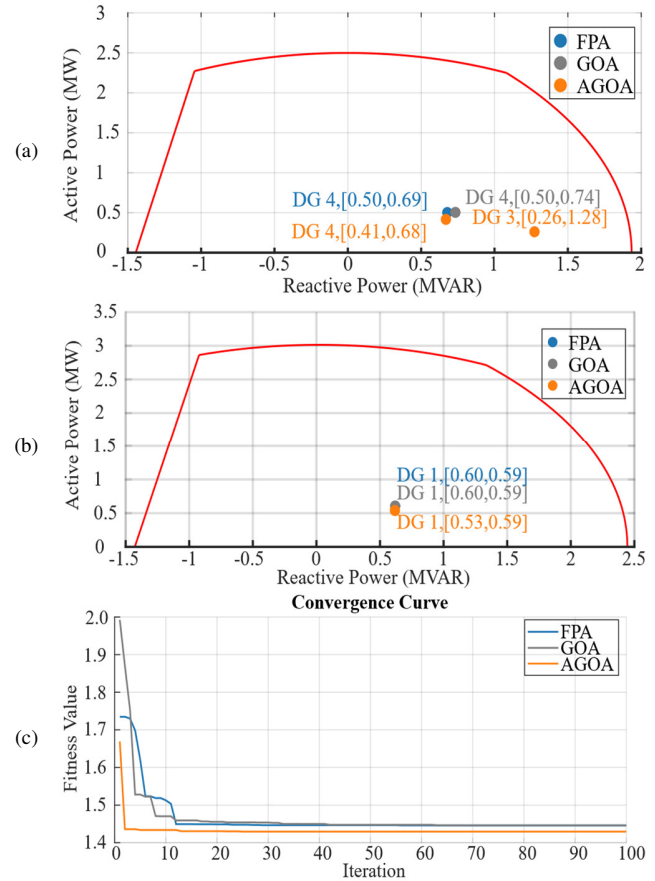 (a)
Active Power (MW)
3
2.5
2
1.5
1
0.5
0
FPA
GOA
AGOA
DG 4,[0.50,0.69]
DG 4,[0.50,0.74]
DG 3,[0.26,1.28]
DG 4,[0.41,0.68]
-1.5 -1 -0.5 0 0.5 1 1.5 2
Reactive Power (MVAR)
(b)
Active Power (MW)
3.5
3
2.5
2
1.5
1
0.5
0
FPA
GOA
AGOA
DG 1,[0.60,0.59]
DG 1,[0.60,0.59]
DG 1,[0.53,0.59]
-1.5 -1 -0.5 0 0.5 1 1.5 2 2.5
Reactive Power (MVAR)
Convergence Curve
(c)
Fitness Value
2.0
1.9
1.8
1.7
1.6
1.5
1.4
FPA
GOA
AGOA
0 10 20 30 40 50 60 70 80 90 100
Iteration